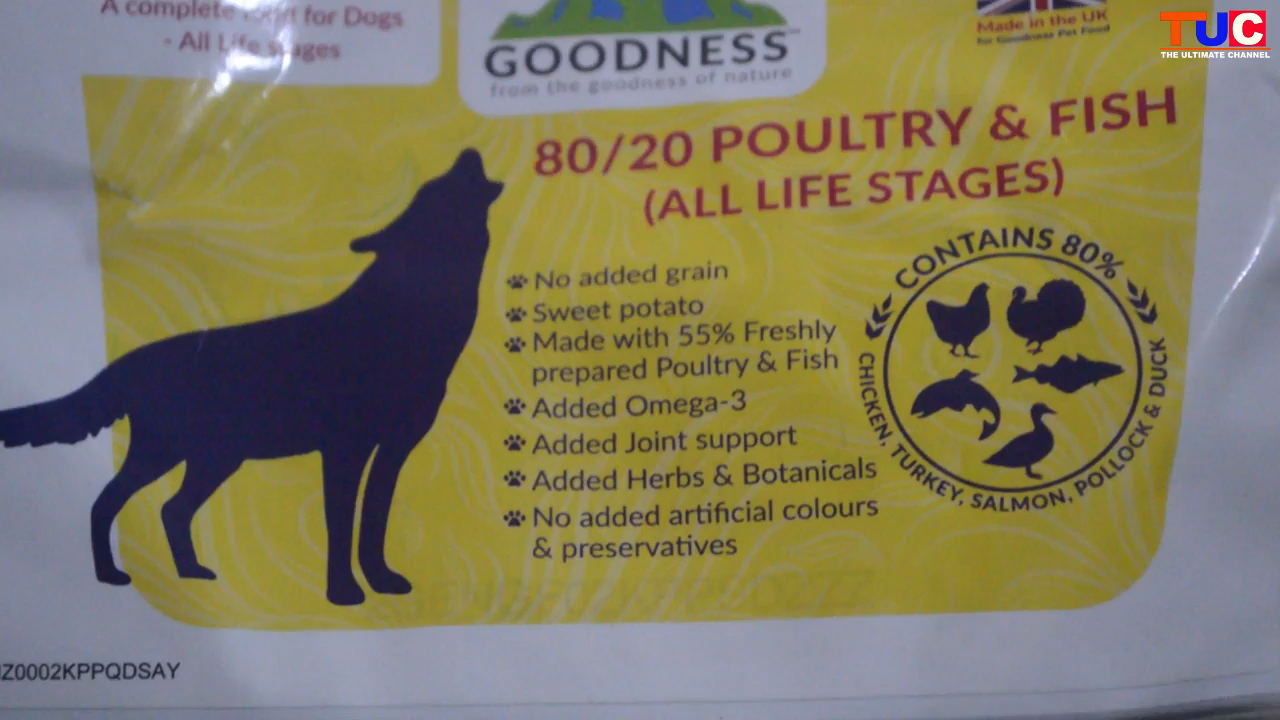 A complete food for Dogs
- All Life stages
GOODNESS™
from the goodness of nature
Made in the UK
for Goodness Pet Food
TUC
THE ULTIMATE CHANNEL
80/20 POULTRY & FISH
(ALL LIFE STAGES)
No added grain
Sweet potato
Made with 55% Freshly
prepared Poultry & Fish
Added Omega-3
Added Joint support
Added Herbs & Botanicals
No added artificial colours
& preservatives
CONTAINS 80%
CHICKEN, TURKEY, SALMON, POLLOCK & DUCK
Z0002KPPQDSAY